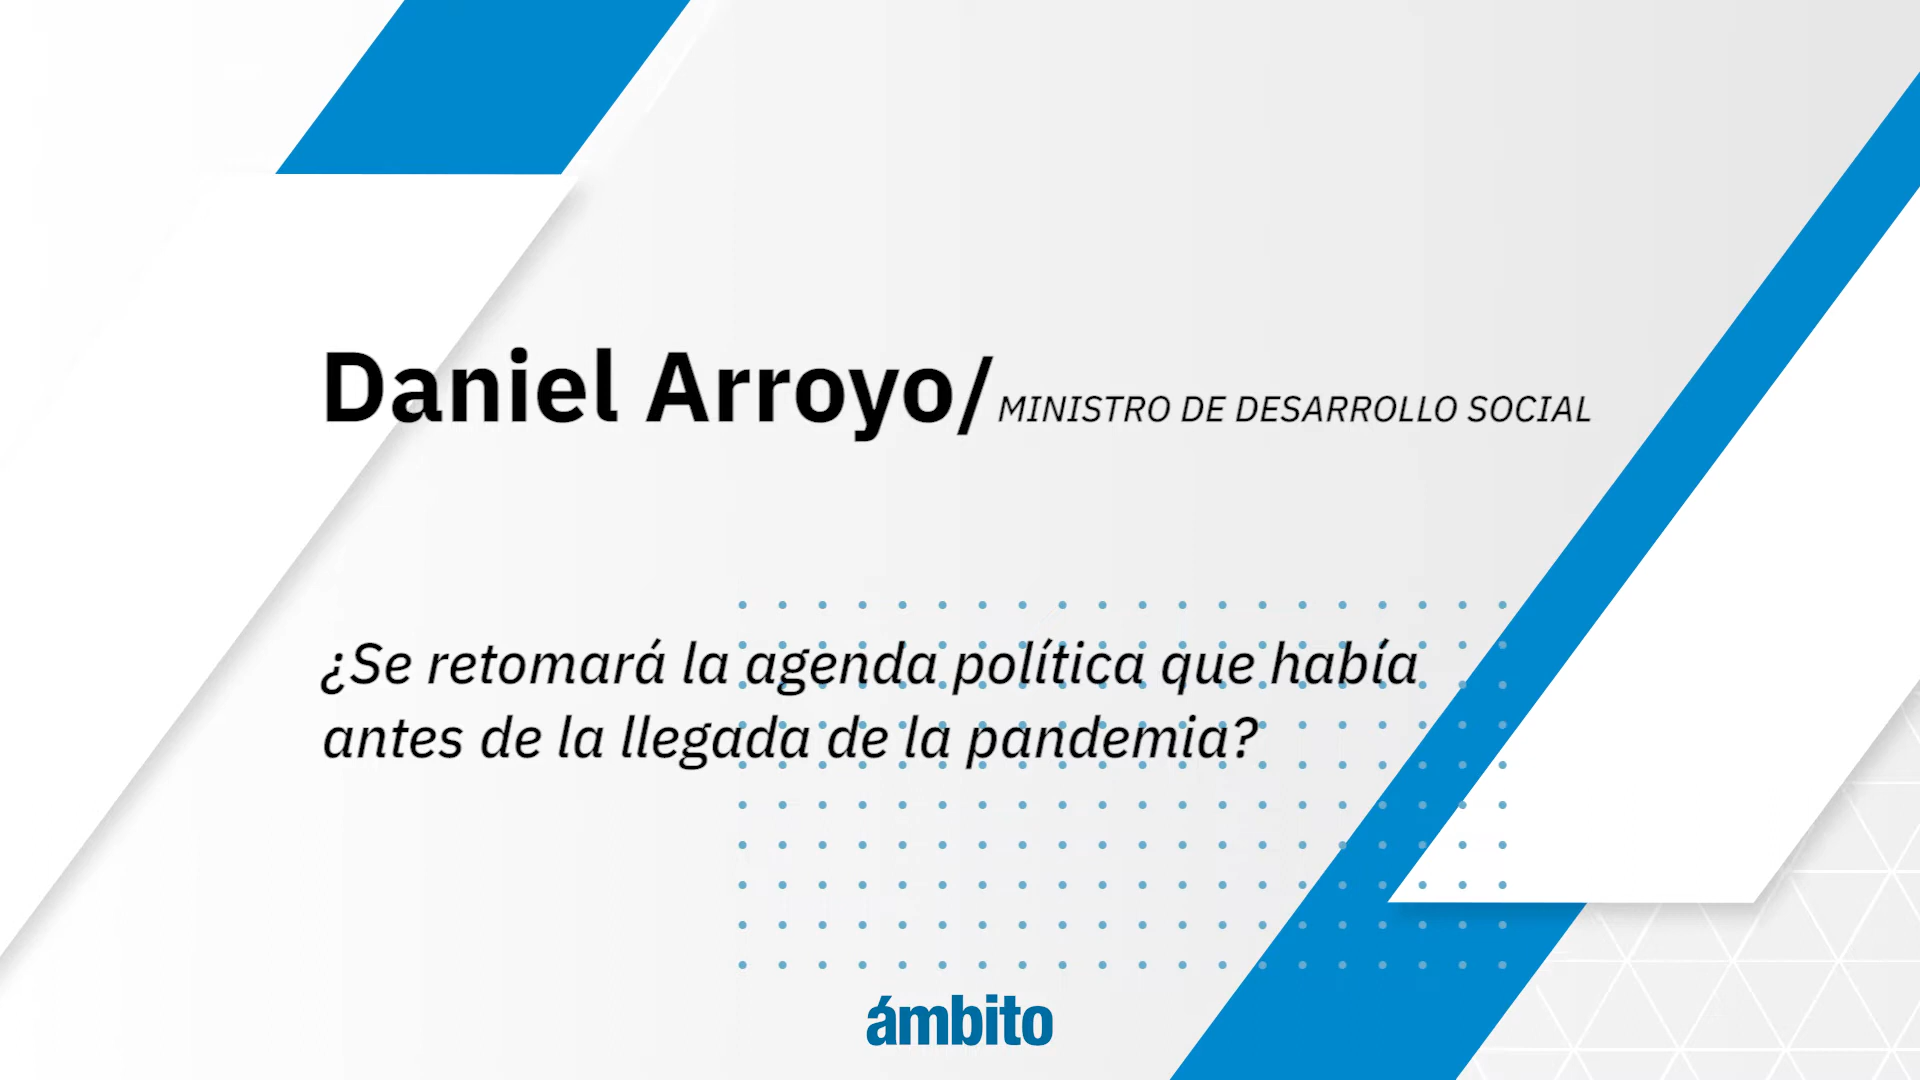 Daniel Arroyo/ MINISTRO DE DESARROLLO SOCIAL
¿Se retomará la agenda política que había
antes de la llegada de la pandemia?
ámbito